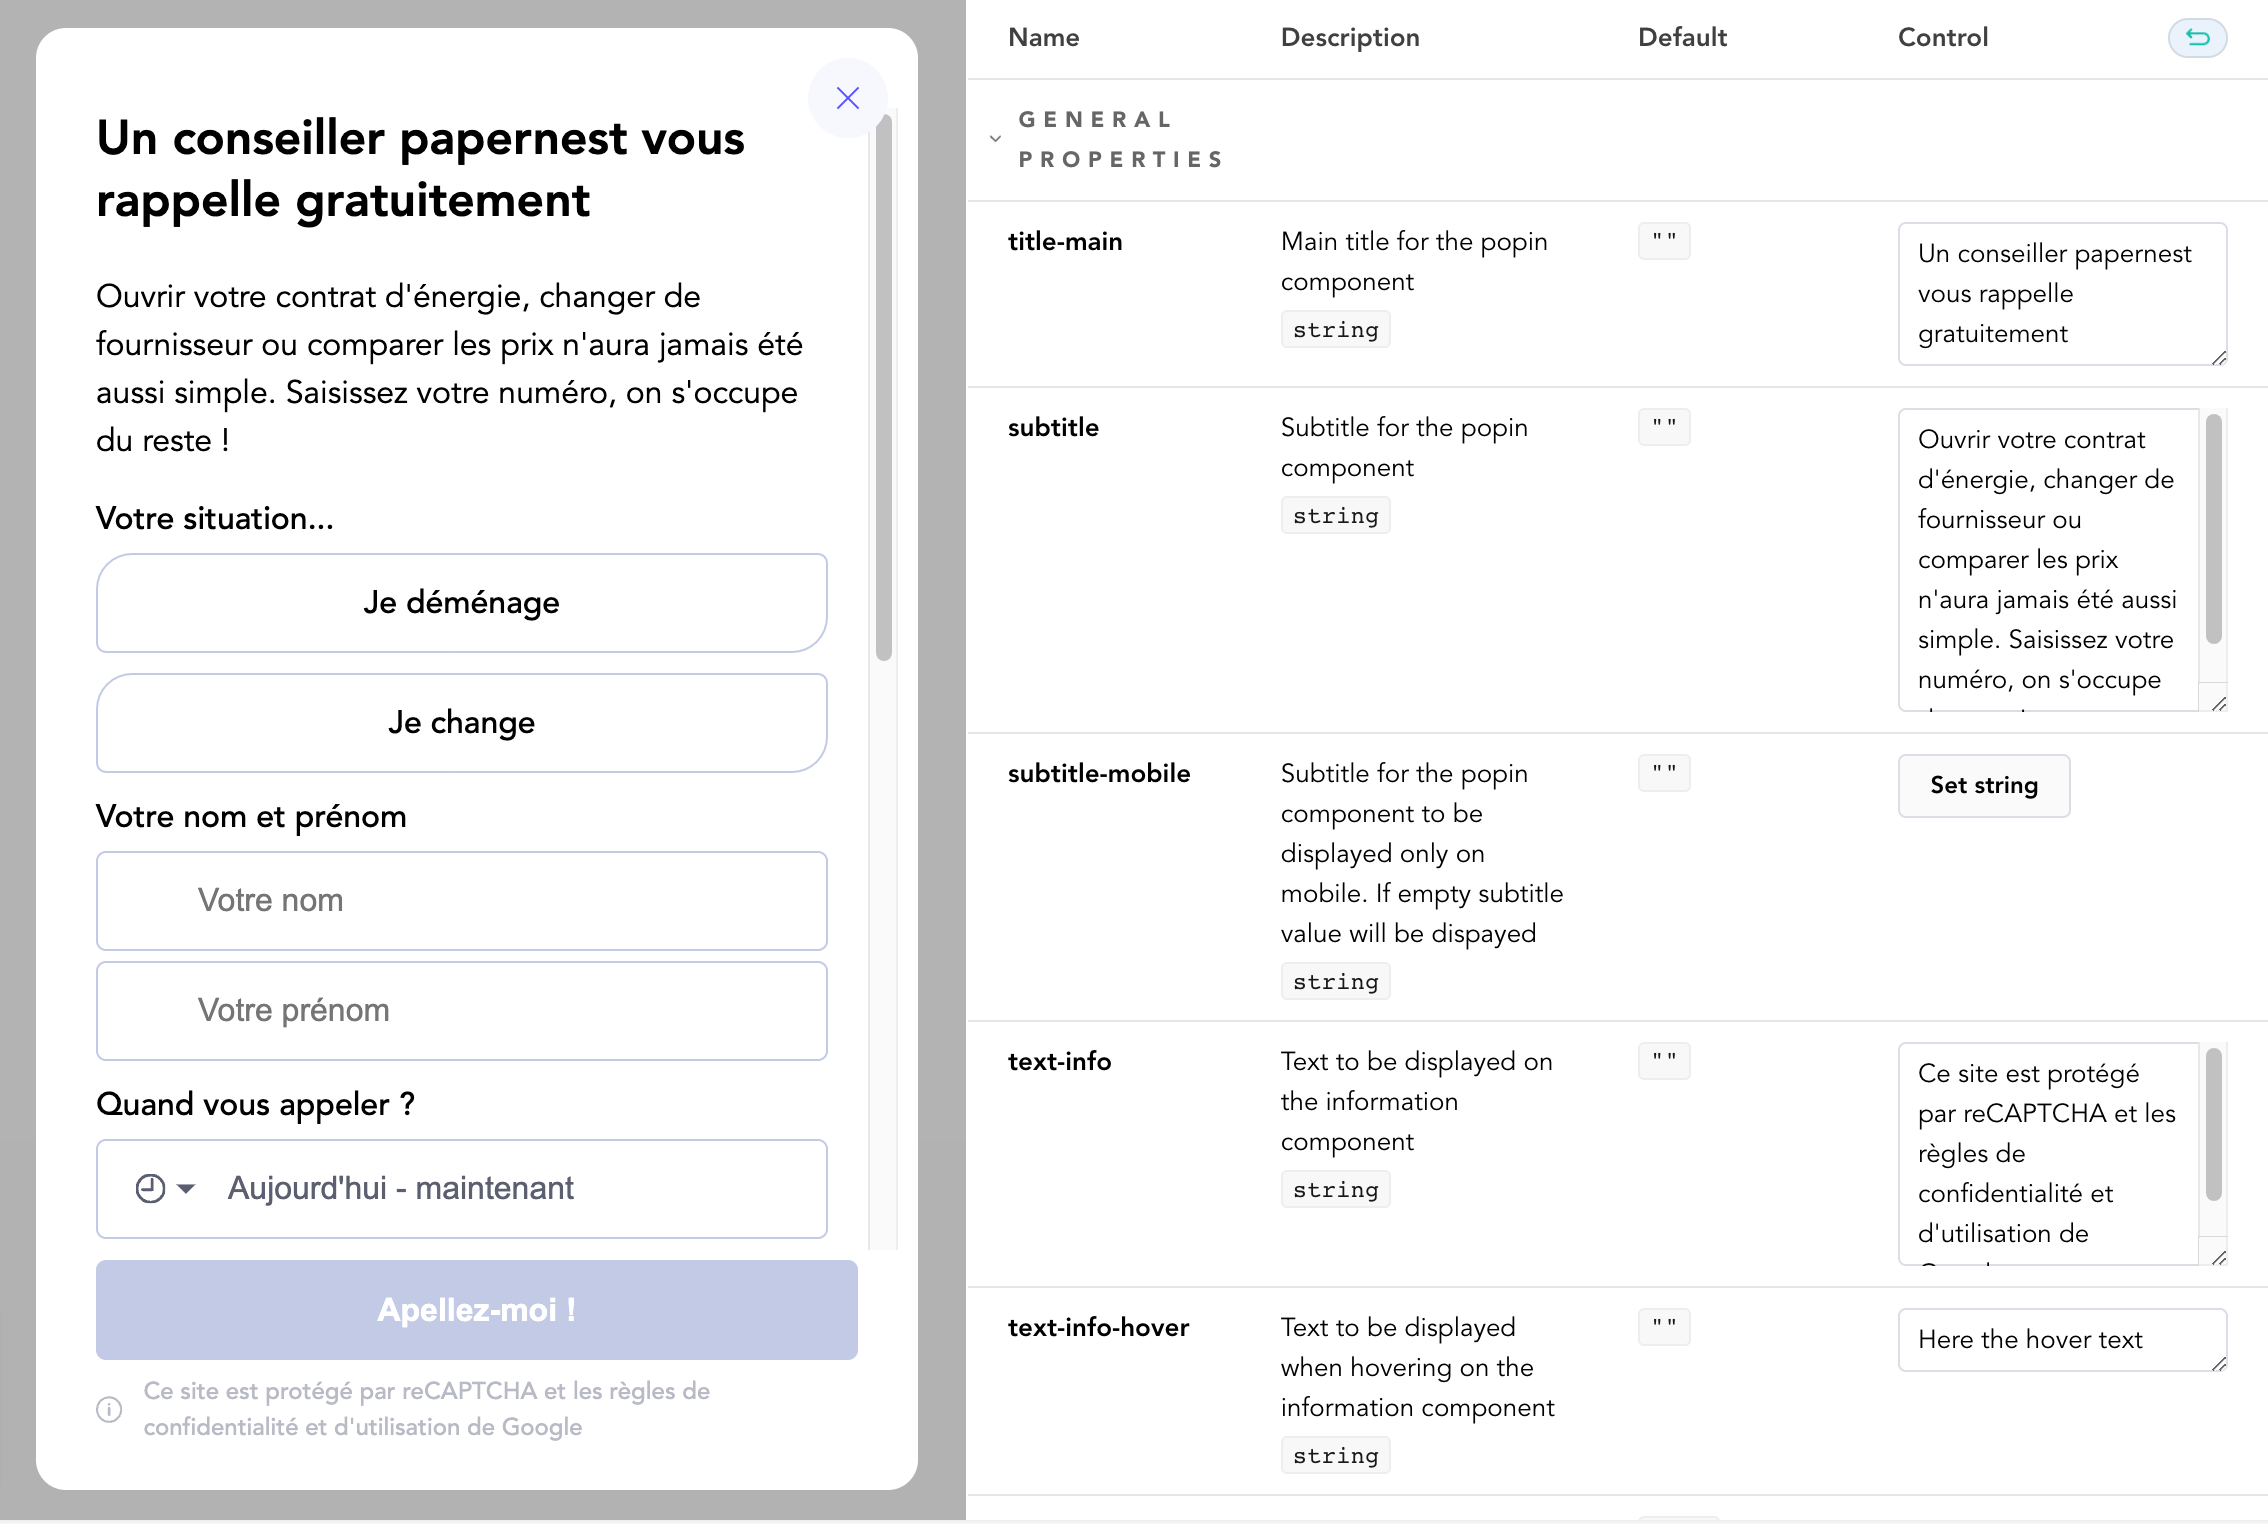 Un conseiller papernest vous
rappelle gratuitement
Ouvrir votre contrat d'énergie, changer de
fournisseur ou comparer les prix n'aura jamais été
aussi simple. Saisissez votre numéro, on s'occupe
du reste !
Votre situation...
Je déménage
Je change
Votre nom et prénom
Votre nom
Votre prénom
Quand vous appeler ?
Aujourd'hui - maintenant
Apellez-moi !
Ce site est protégé par reCAPTCHA et les règles de
confidentialité et d'utilisation de Google
Name Description Default Control
GENERAL
PROPERTIES
title-main
Main title for the popin
component
string
""
Un conseiller papernest
vous rappelle
gratuitement
subtitle
Subtitle for the popin
component
string
""
Ouvrir votre contrat
d'énergie, changer de
fournisseur ou
comparer les prix
n'aura jamais été aussi
simple. Saisissez votre
numéro, on s'occupe
subtitle-mobile
Subtitle for the popin
component to be
displayed only on
mobile. If empty subtitle
value will be dispayed
string
""
Set string
text-info
Text to be displayed on
the information
component
string
""
Ce site est protégé
par reCAPTCHA et les
règles de
confidentialité et
d'utilisation de
text-info-hover
Text to be displayed
when hovering on the
information component
string
""
Here the hover text